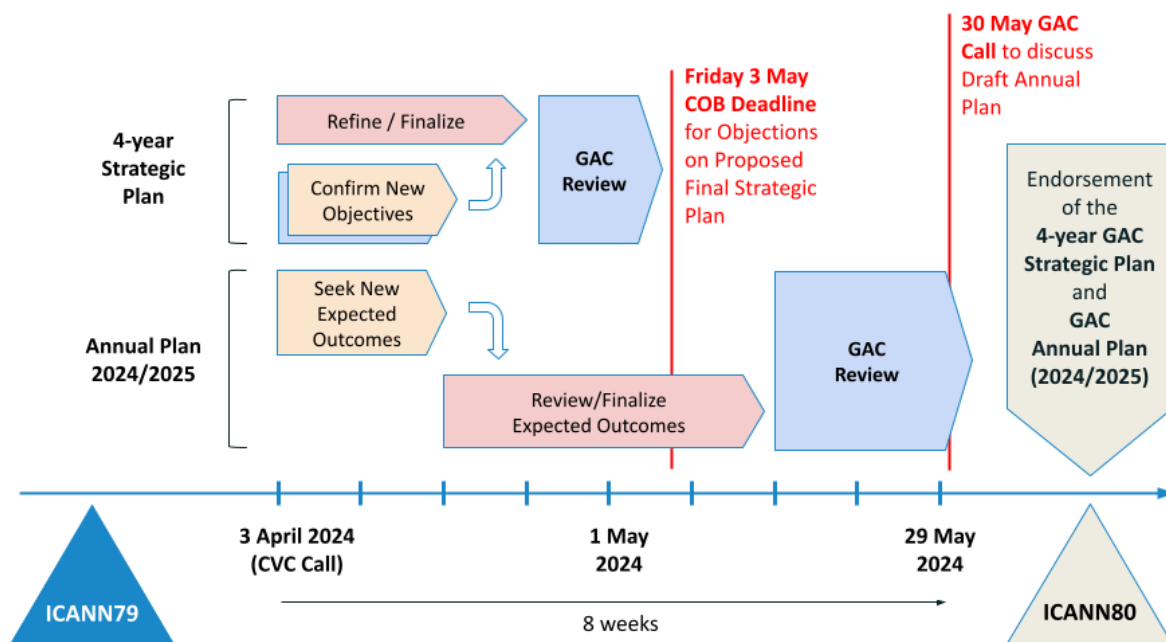 4-year
Strategic
Plan
Refine / Finalize
Confirm New
Objectives
GAC
Review
Friday 3 May
COB Deadline
for Objections
on Proposed
Final Strategic
Plan
30 May GAC
Call to discuss
Draft Annual
Plan
Annual Plan
2024/2025
Seek New
Expected
Outcomes
Review/Finalize
Expected Outcomes
GAC
Review
Endorsement
of the
4-year GAC
Strategic Plan
and
GAC
Annual Plan
(2024/2025)
3 April 2024
(CVC Call)
1 May
2024
29 May
2024
8 weeks
ICANN79
ICANN80